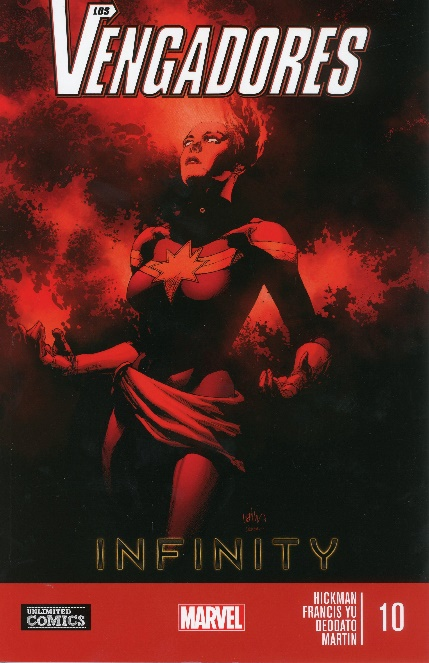 LOS
VENGADORES
INFINITY
UNLIMITED
COMICS
MARVEL
HICKMAN
FRANCIS YU
DEODATO
MARTIN
10